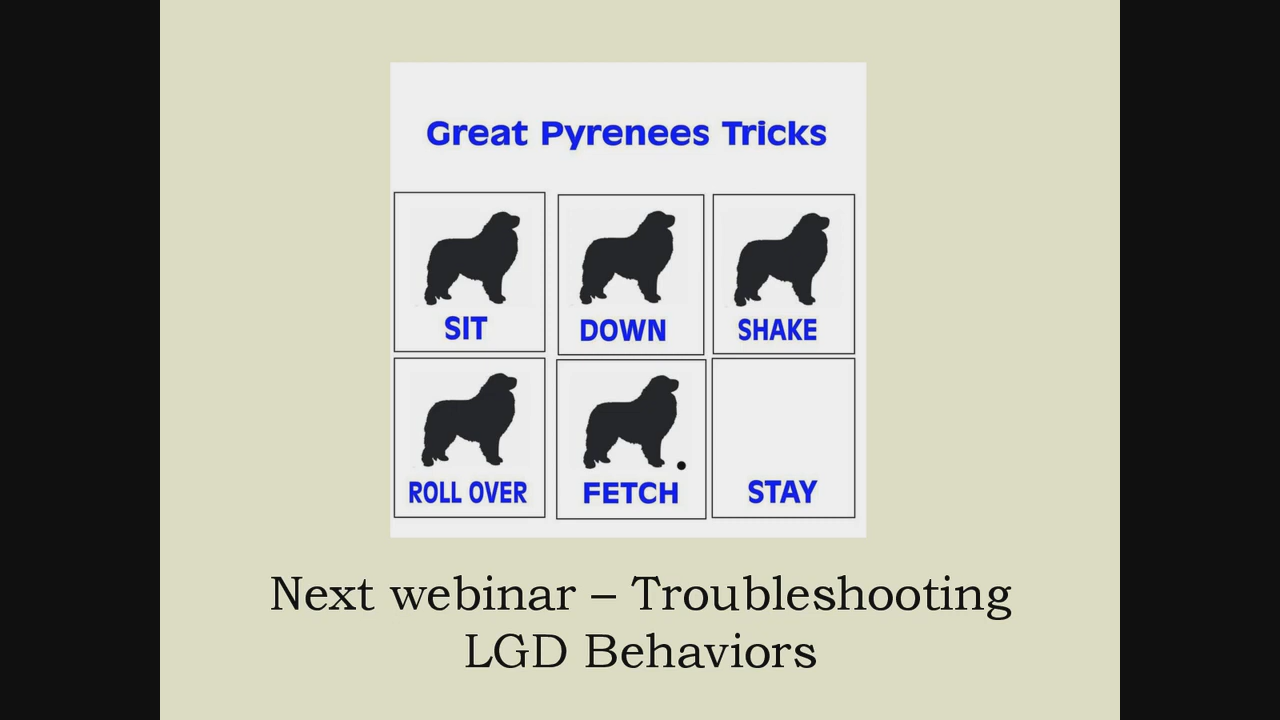 Great Pyrenees Tricks
SIT
DOWN
SHAKE
ROLL OVER
FETCH
STAY
Next webinar – Troubleshooting
LGD Behaviors